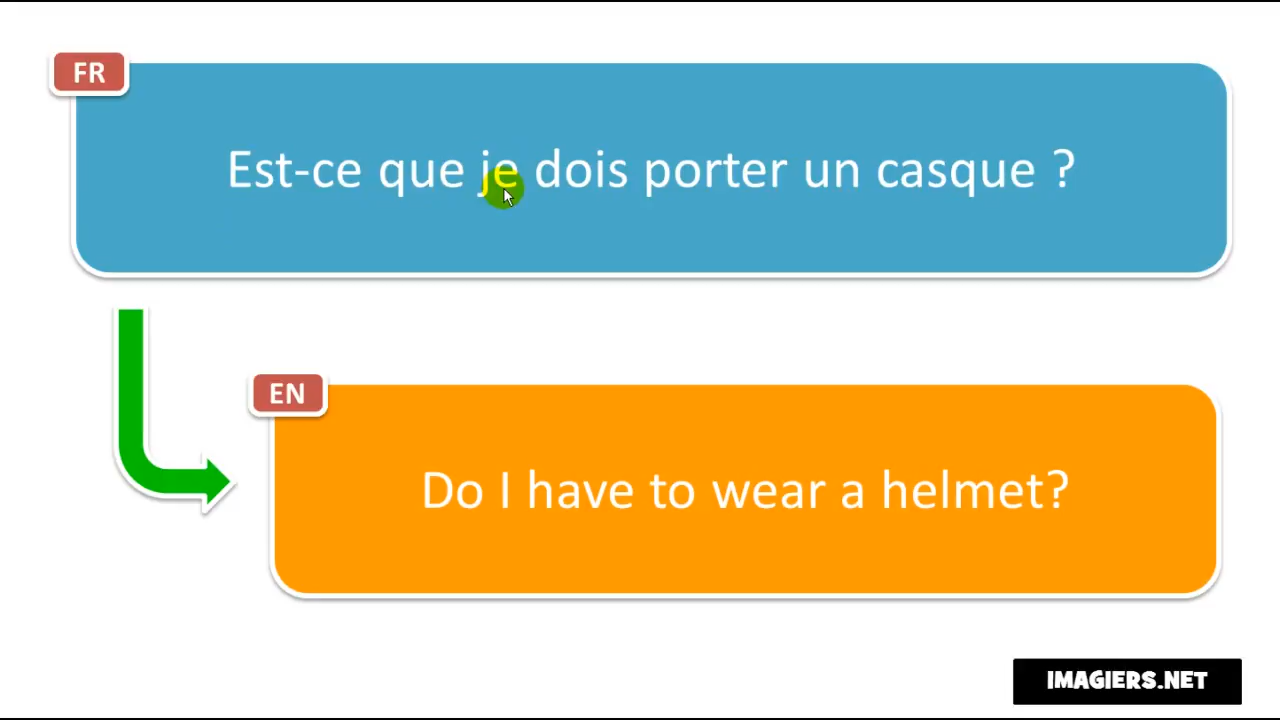 FR
Est-ce que je dois porter un casque ?
EN
Do I have to wear a helmet?
IMAGIERS.NET